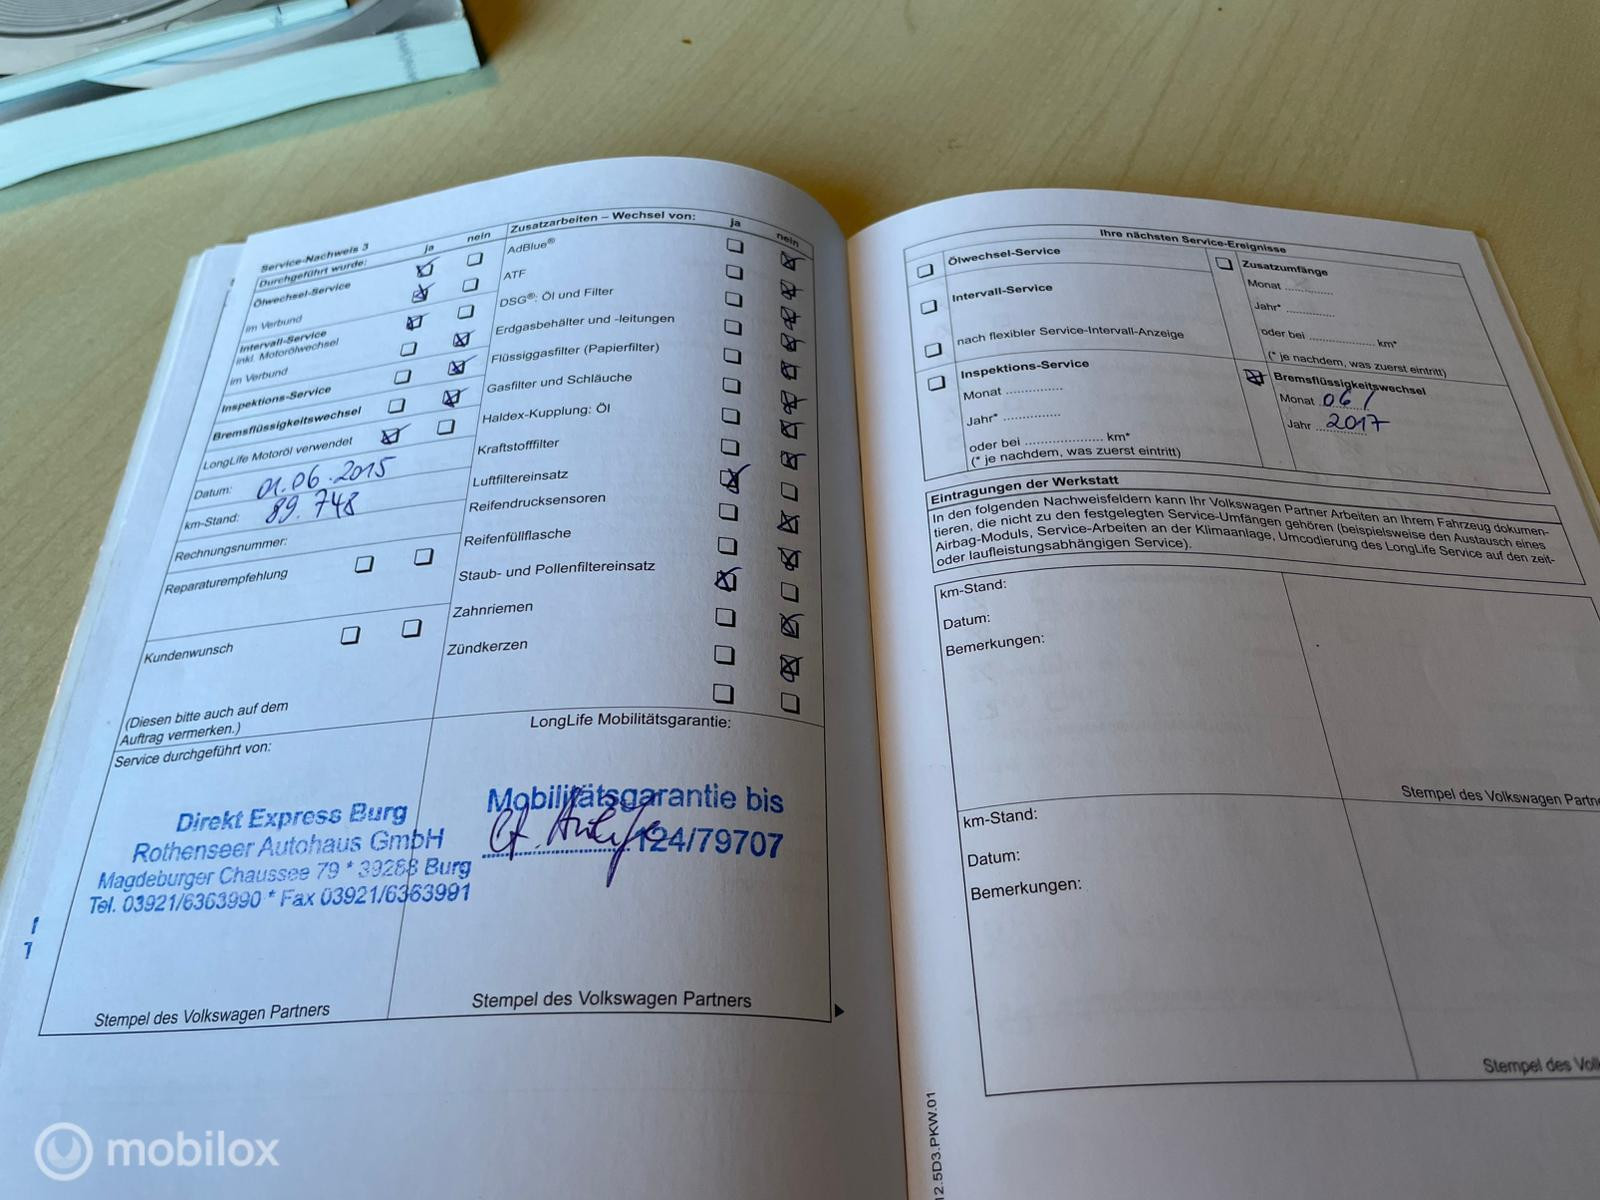 Service-Nachweis 3 ja nein
Durchgeführt wurde:
Ölwechsel-Service
im Verbund
Intervall-Service
inkl. Motorölwechsel
im Verbund
Inspektions-Service
Bremsflüssigkeitswechsel
LongLife Motoröl verwendet
Datum: 01.06.2015
km-Stand: 89.748
Rechnungsnummer:
Reparaturempfehlung
Kundenwunsch
(Diesen bitte auch auf dem
Auftrag vermerken.)
Service durchgeführt von:
Direkt Express Burg
Rothenseer Autohaus GmbH
Magdeburger Chaussee 79 * 39288 Burg
Tel. 03921/6363990 * Fax 03921/6363991
Stempel des Volkswagen Partners
Zusatzarbeiten – Wechsel von: ja nein
AdBlue®
ATF
DSG®: Öl und Filter
Erdgasbehälter und -leitungen
Flüssiggasfilter (Papierfilter)
Gasfilter und Schläuche
Haldex-Kupplung: Öl
Kraftstofffilter
Luftfiltereinsatz
Reifendrucksensoren
Reifenfüllflasche
Staub- und Pollenfiltereinsatz
Zahnriemen
Zündkerzen
LongLife Mobilitätsgarantie:
Mobilitätsgarantie bis
124/79707
Stempel des Volkswagen Partners
Ihre nächsten Service-Ereignisse
Ölwechsel-Service
Intervall-Service
nach flexibler Service-Intervall-Anzeige
Inspektions-Service
Monat ..............
Jahr* ..............
oder bei .................... km*
(* je nachdem, was zuerst eintritt)
Zusatzumfänge
Monat ..............
Jahr* ..............
oder bei .................... km*
(* je nachdem, was zuerst eintritt)
Bremsflüssigkeitswechsel
Monat 06/
Jahr 2017
Eintragungen der Werkstatt
In den folgenden Nachweisfeldern kann Ihr Volkswagen Partner Arbeiten an Ihrem Fahrzeug dokumen-
tieren, die nicht zu den festgelegten Service-Umfängen gehören (beispielsweise den Austausch eines
Airbag-Moduls, Service-Arbeiten an der Klimaanlage, Umcodierung des LongLife Service auf den zeit-
oder laufleistungsabhängigen Service).
km-Stand:
Datum:
Bemerkungen:
Stempel des Volkswagen Partne
km-Stand:
Datum:
Bemerkungen:
Stempel des Vol
12.5D3.PKW.01
mobilox